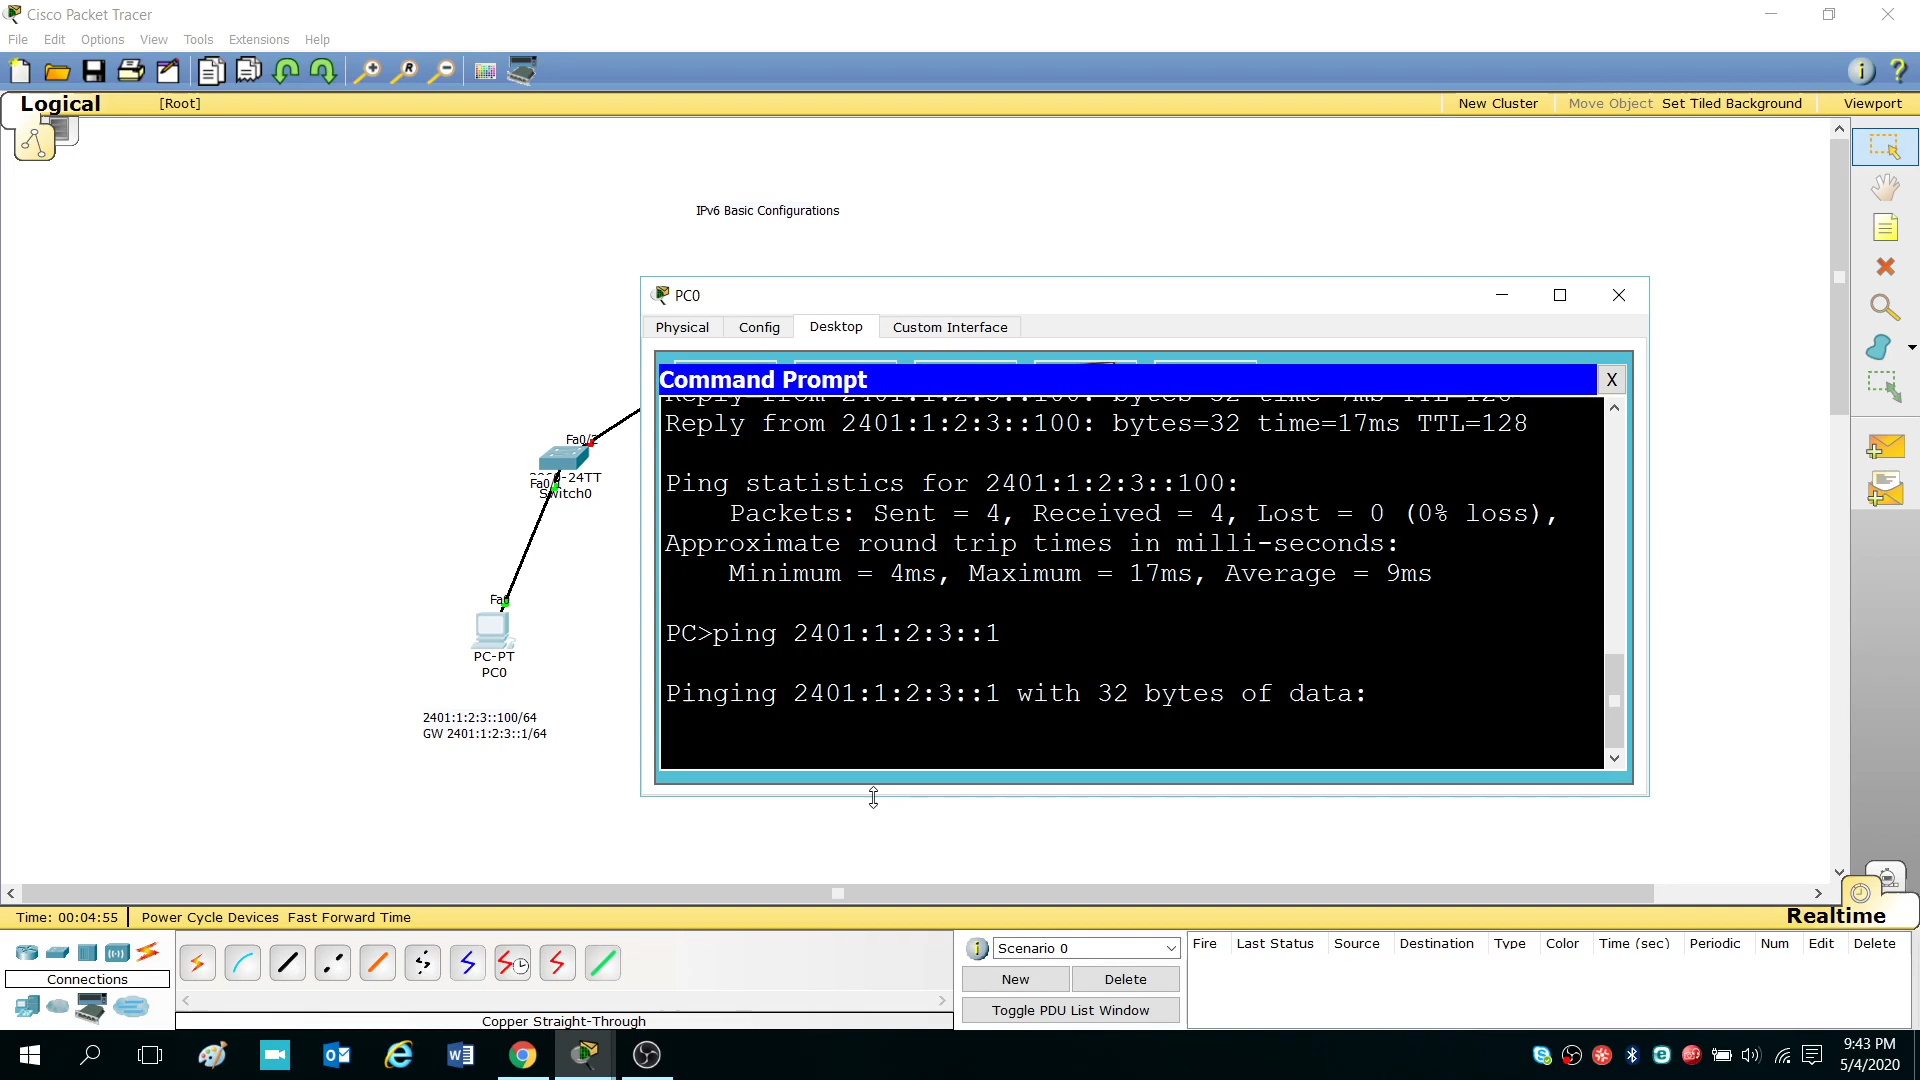 Cisco Packet Tracer
File Edit Options View Tools Extensions Help
Logical [Root] New Cluster Move Object Set Tiled Background Viewport
IPv6 Basic Configurations
PC0
Physical Config Desktop Custom Interface
Command Prompt X
Reply from 2401:1:2:3::100: bytes=32 time=17ms TTL=128
Ping statistics for 2401:1:2:3::100:
Packets: Sent = 4, Received = 4, Lost = 0 (0% loss),
Approximate round trip times in milli-seconds:
Minimum = 4ms, Maximum = 17ms, Average = 9ms
PC>ping 2401:1:2:3::1
Pinging 2401:1:2:3::1 with 32 bytes of data:
Fa0/2
Switch0
PC-PT
PC0
2401:1:2:3::100/64
GW 2401:1:2:3::1/64
Time: 00:04:55 Power Cycle Devices Fast Forward Time
Realtime
Connections
Copper Straight-Through
Scenario 0
New Delete
Toggle PDU List Window
Fire Last Status Source Destination Type Color Time (sec) Periodic Num Edit Delete
9:43 PM
5/4/2020